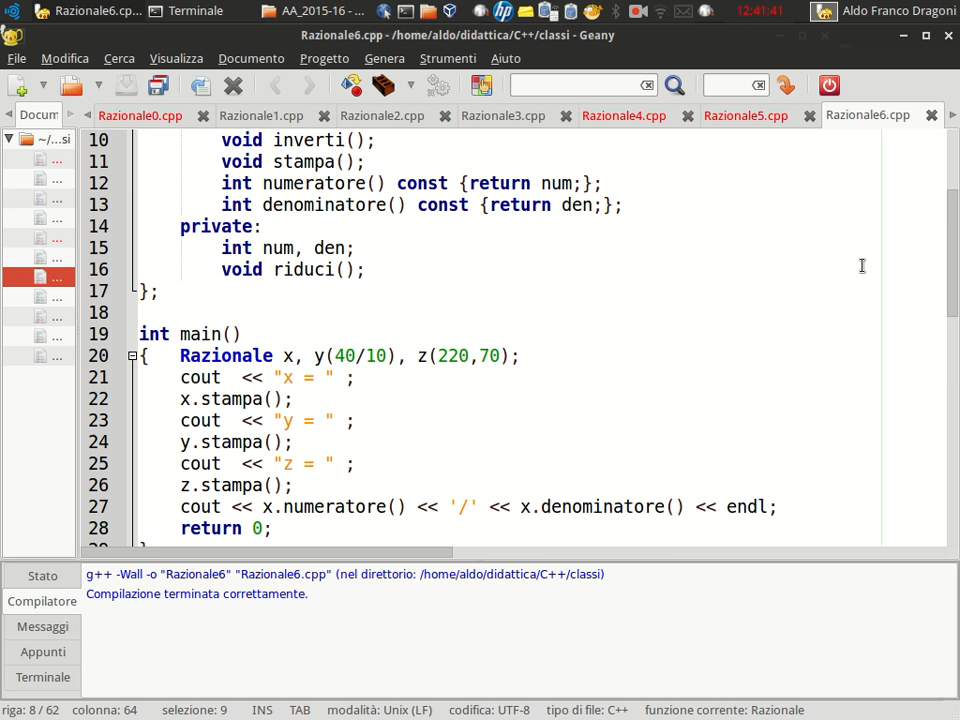 Razionale6.cp...
Terminale
AA_2015-16 - ...
12:41:41
Aldo Franco Dragoni
Razionale6.cpp - /home/aldo/didattica/C++/classi - Geany
File Modifica Cerca Visualizza Documento Progetto Genera Strumenti Aiuto
Docum Razionale0.cpp Razionale1.cpp Razionale2.cpp Razionale3.cpp Razionale4.cpp Razionale5.cpp Razionale6.cpp
~/...si
...
...
...
...
...
...
...
...
...
...
10 void inverti();
11 void stampa();
12 int numeratore() const {return num;};
13 int denominatore() const {return den;};
14 private:
15 int num, den;
16 void riduci();
17 };
18
19 int main()
20 { Razionale x, y(40/10), z(220,70);
21 cout << "x = " ;
22 x.stampa();
23 cout << "y = " ;
24 y.stampa();
25 cout << "z = " ;
26 z.stampa();
27 cout << x.numeratore() << '/' << x.denominatore() << endl;
28 return 0;
Stato
Compilatore
Messaggi
Appunti
Terminale
g++ -Wall -o "Razionale6" "Razionale6.cpp" (nel direttorio: /home/aldo/didattica/C++/classi)
Compilazione terminata correttamente.
riga: 8 / 62 colonna: 64 selezione: 9 INS TAB modalità: Unix (LF) codifica: UTF-8 tipo di file: C++ funzione corrente: Razionale